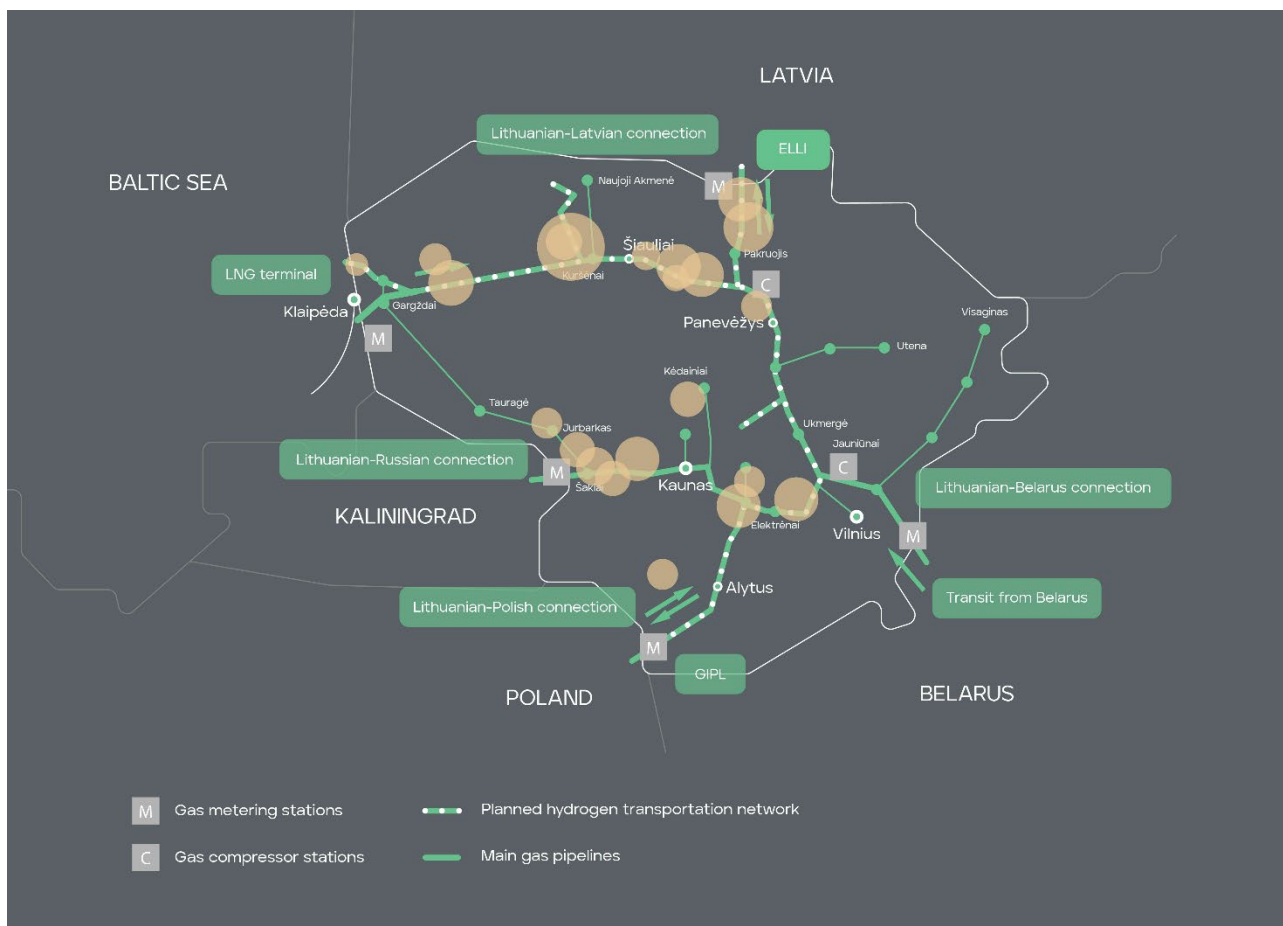 LATVIA
Lithuanian-Latvian connection
ELLI
BALTIC SEA
Naujoji Akmenė
M
Šiauliai
Pakruojis
LNG terminal
Kuršėnai
C
Klaipėda
Gargždai
Panevėžys
Visaginas
M
Utena
Kėdainiai
Tauragė
Ukmergė
Jurbarkas
Jauniūnai
Lithuanian-Russian connection
M
C
Šakiai
Kaunas
Lithuanian-Belarus connection
KALININGRAD
Elektrėnai
Vilnius
M
Alytus
Lithuanian-Polish connection
Transit from Belarus
M
GIPL
POLAND
BELARUS
M Gas metering stations
Planned hydrogen transportation network
C Gas compressor stations
Main gas pipelines